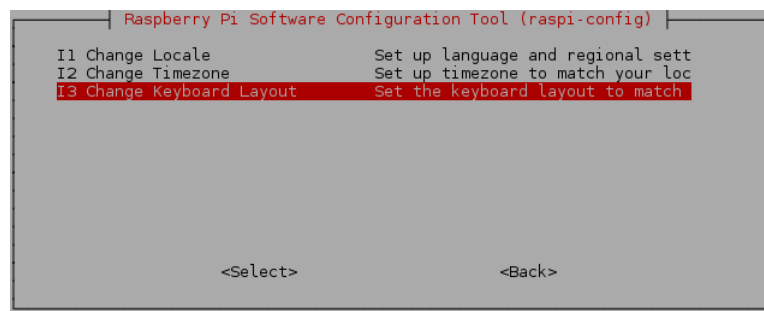 Raspberry Pi Software Configuration Tool (raspi-config)
I1 Change Locale Set up language and regional sett
I2 Change Timezone Set up timezone to match your loc
I3 Change Keyboard Layout Set the keyboard layout to match
<Select> <Back>